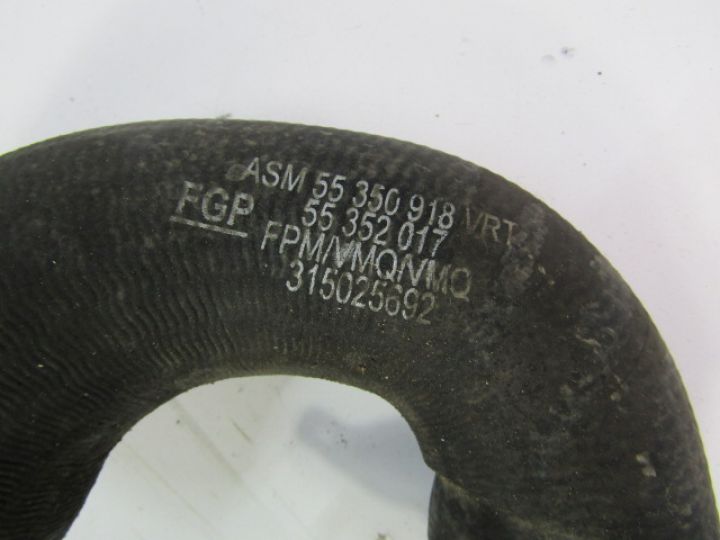 ASM 55 350 918 VRT
FGP 55 352 017
FPM/VMQ/VMQ
315025692